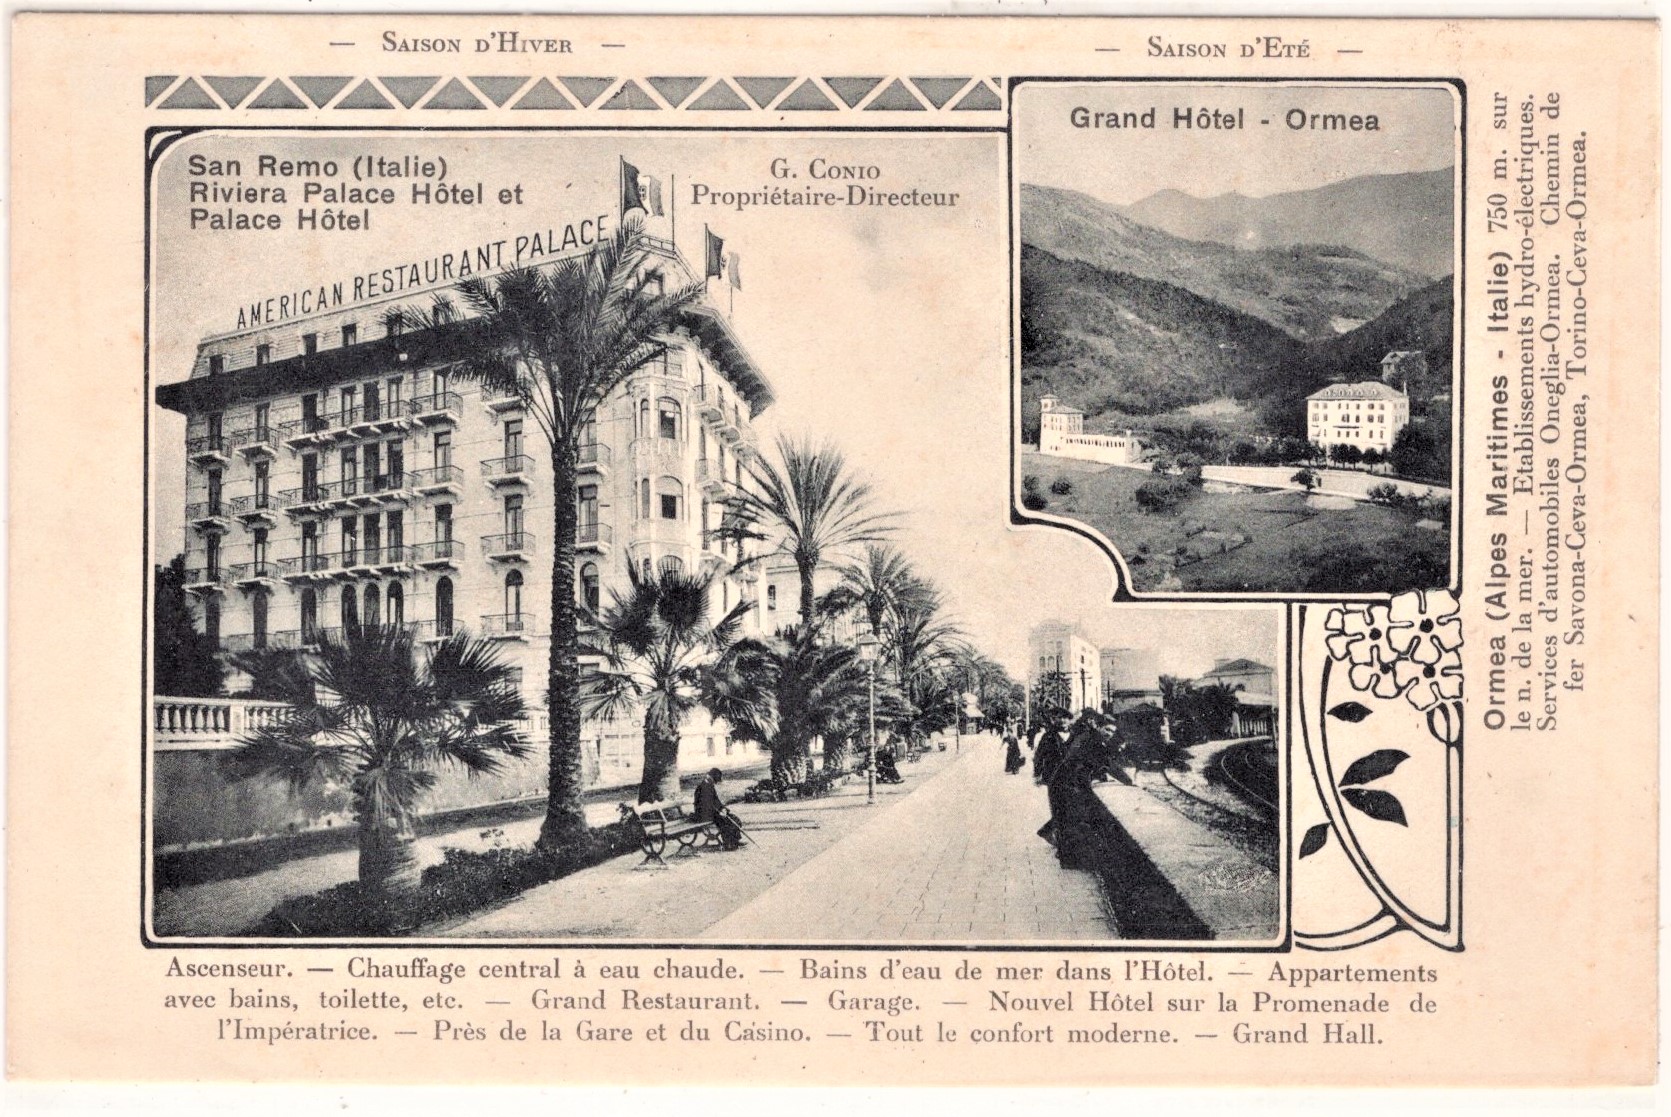 — Saison d'Hiver —
— Saison d'Eté —
San Remo (Italie)
Riviera Palace Hôtel et
Palace Hôtel
G. Conio
Propriétaire-Directeur
AMERICAN RESTAURANT PALACE
Grand Hôtel - Ormea
Ormea (Alpes Maritimes - Italie) 750 m. sur
le n. de la mer. — Etablissements hydro-électriques.
Services d'automobiles Oneglia-Ormea. Chemin de
fer Savona-Ceva-Ormea, Torino-Ceva-Ormea.
Ascenseur. — Chauffage central à eau chaude. — Bains d'eau de mer dans l'Hôtel. — Appartements
avec bains, toilette, etc. — Grand Restaurant. — Garage. — Nouvel Hôtel sur la Promenade de
l'Impératrice. — Près de la Gare et du Casino. — Tout le confort moderne. — Grand Hall.